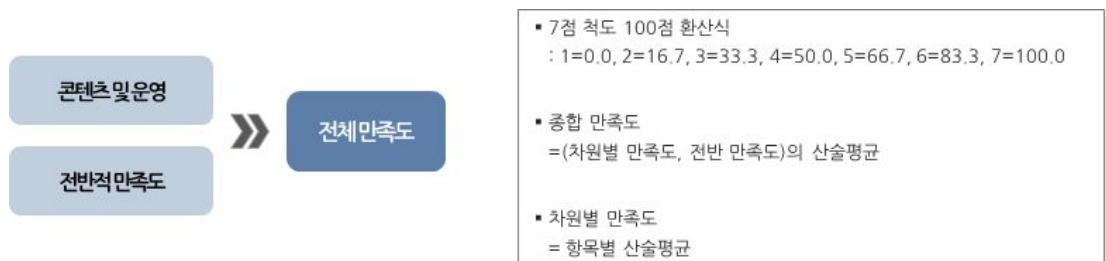 콘텐츠 및 운영
전반적 만족도
전체 만족도
▪ 7점 척도 100점 환산식
: 1=0.0, 2=16.7, 3=33.3, 4=50.0, 5=66.7, 6=83.3, 7=100.0
▪ 종합 만족도
=(차원별 만족도, 전반 만족도)의 산술평균
▪ 차원별 만족도
= 항목별 산술평균